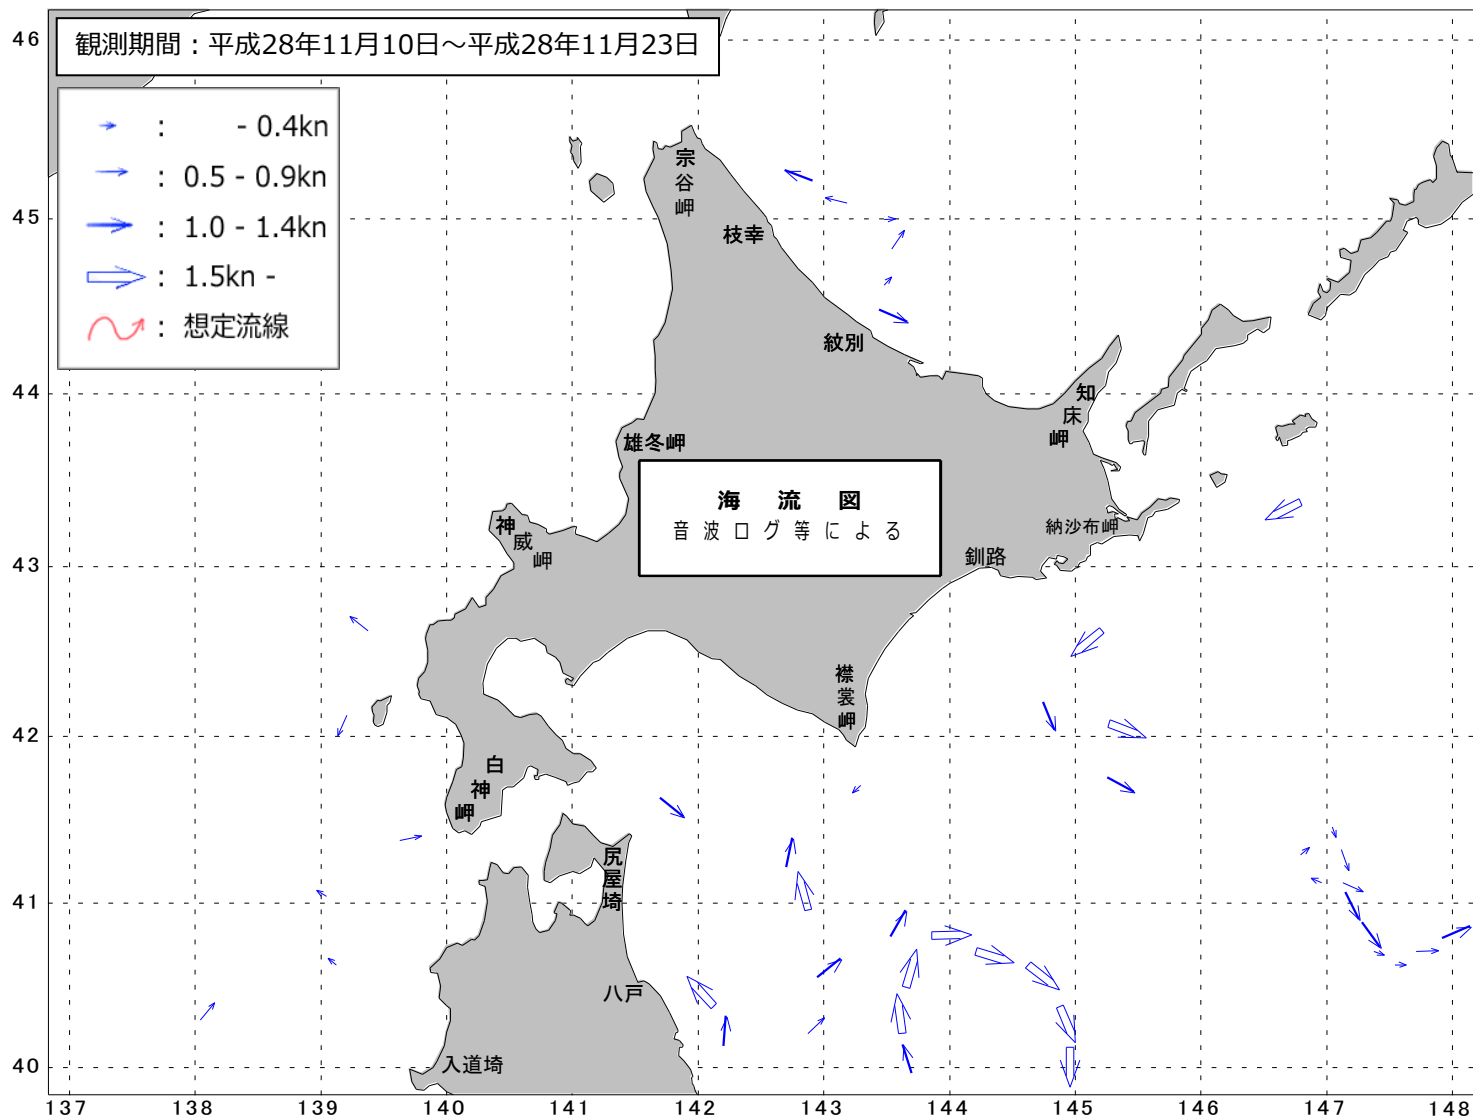 観測期間：平成28年11月10日～平成28年11月23日
： - 0.4kn
： 0.5 - 0.9kn
： 1.0 - 1.4kn
： 1.5kn -
： 想定流線
46
45
44
43
42
41
40
宗谷岬
枝幸
紋別
知床岬
雄冬岬
海 流 図
音 波 ロ グ 等 に よ る
納沙布岬
神威岬
釧路
襟裳岬
白神岬
尻屋埼
八戸
入道埼
137 138 139 140 141 142 143 144 145 146 147 148